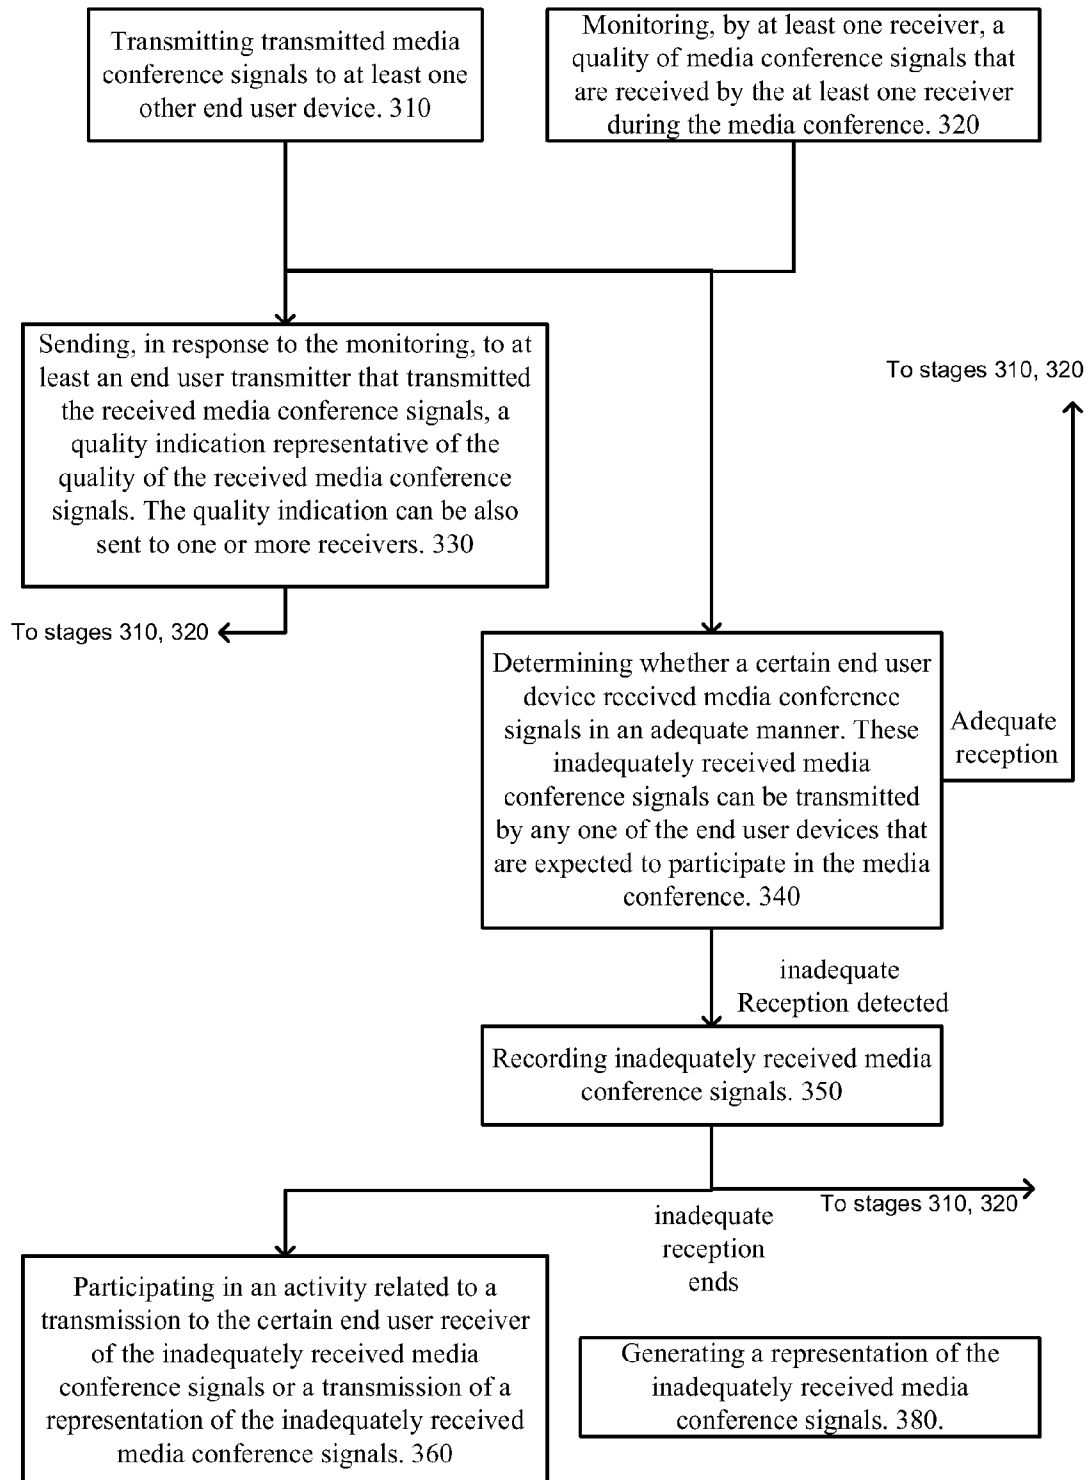 Transmitting transmitted media
conference signals to at least one
other end user device. 310
Monitoring, by at least one receiver, a
quality of media conference signals that
are received by the at least one receiver
during the media conference. 320
Sending, in response to the monitoring, to at
least an end user transmitter that transmitted
the received media conference signals, a
quality indication representative of the
quality of the received media conference
signals. The quality indication can be also
sent to one or more receivers. 330
To stages 310, 320
To stages 310, 320
Determining whether a certain end user
device received media conference
signals in an adequate manner. These
inadequately received media
conference signals can be transmitted
by any one of the end user devices that
are expected to participate in the media
conference. 340
Adequate
reception
inadequate
Reception detected
Recording inadequately received media
conference signals. 350
To stages 310, 320
inadequate
reception
ends
Participating in an activity related to a
transmission to the certain end user receiver
of the inadequately received media
conference signals or a transmission of a
representation of the inadequately received
media conference signals. 360
Generating a representation of the
inadequately received media
conference signals. 380.